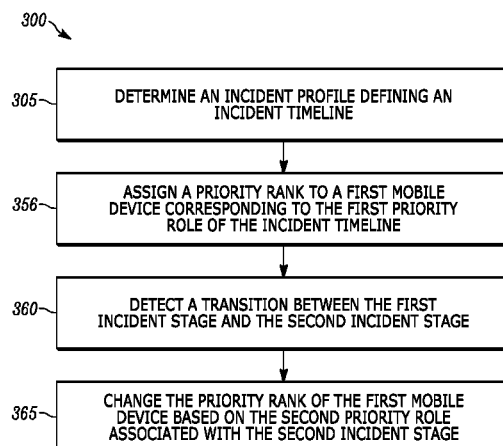 300
305
DETERMINE AN INCIDENT PROFILE DEFINING AN
INCIDENT TIMELINE
356
ASSIGN A PRIORITY RANK TO A FIRST MOBILE
DEVICE CORRESPONDING TO THE FIRST PRIORITY
ROLE OF THE INCIDENT TIMELINE
360
DETECT A TRANSITION BETWEEN THE FIRST
INCIDENT STAGE AND THE SECOND INCIDENT STAGE
365
CHANGE THE PRIORITY RANK OF THE FIRST MOBILE
DEVICE BASED ON THE SECOND PRIORITY ROLE
ASSOCIATED WITH THE SECOND INCIDENT STAGE